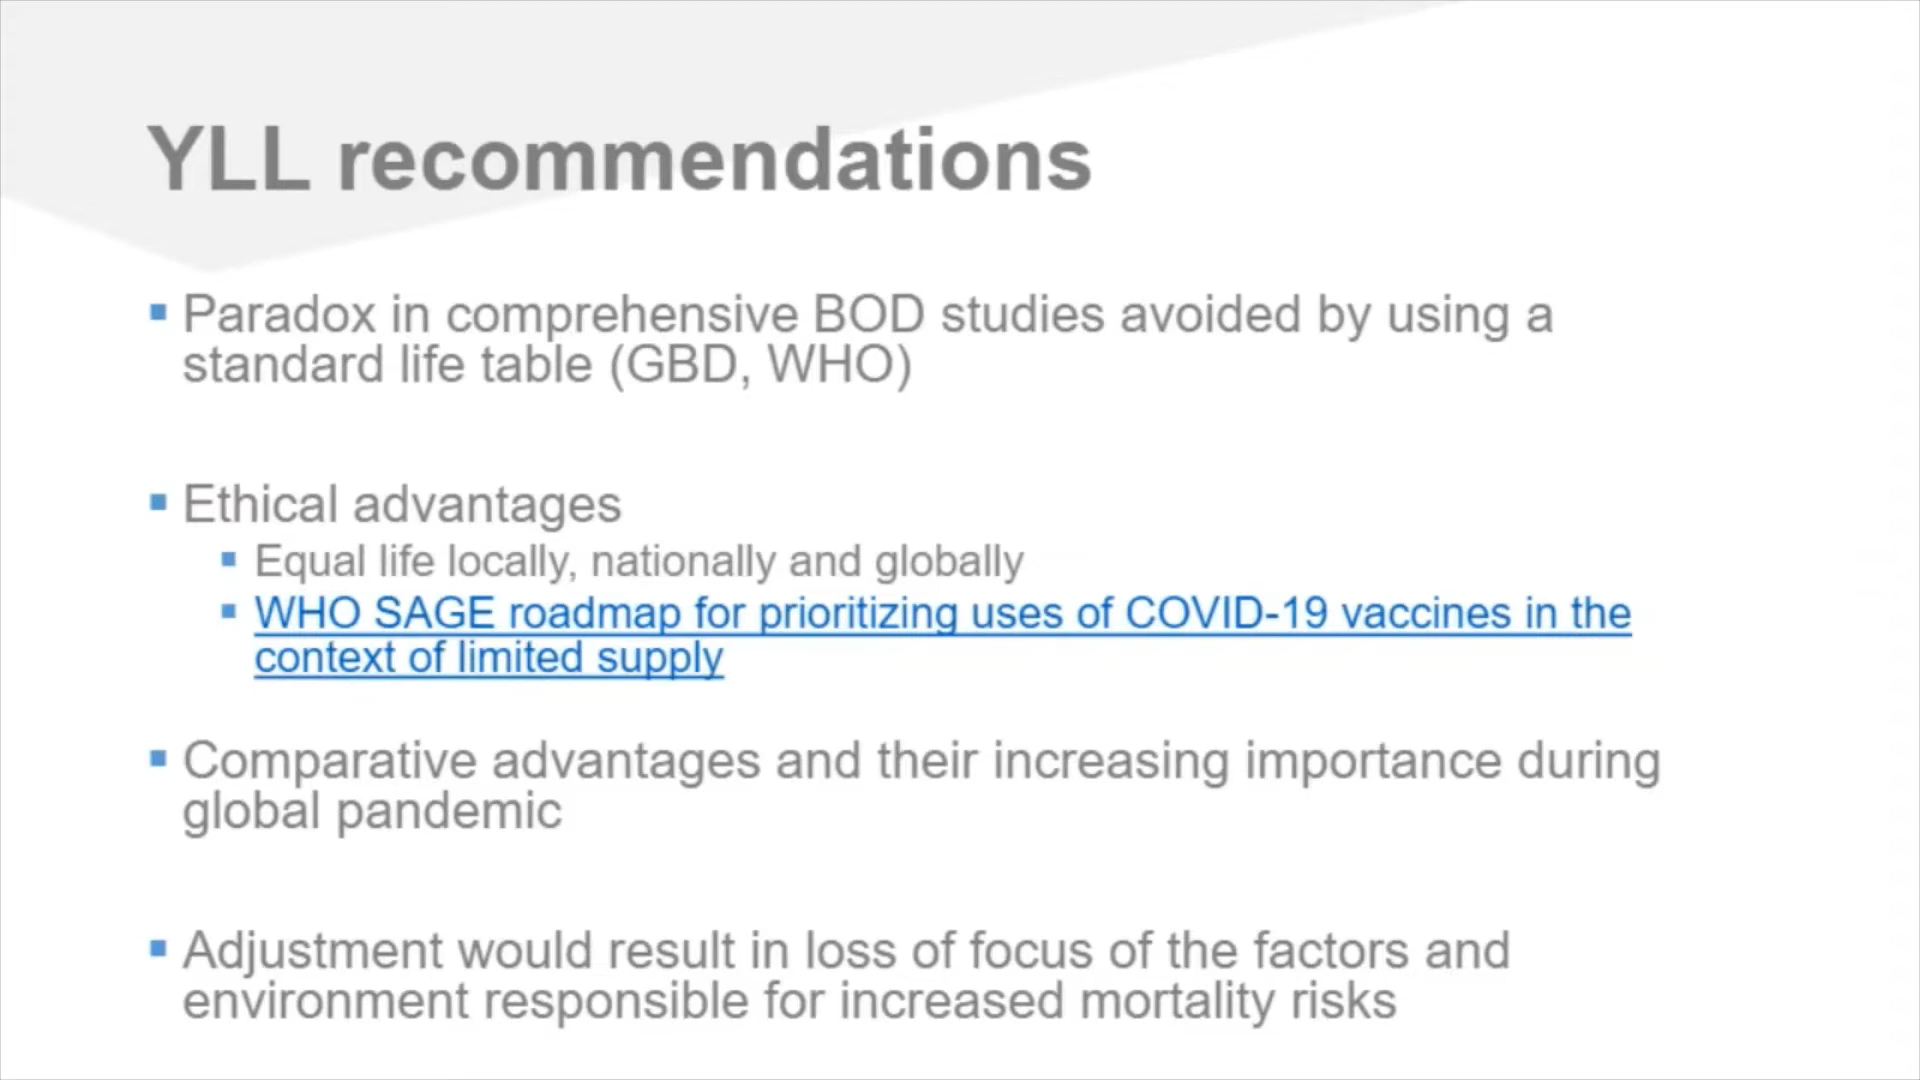 YLL recommendations
Paradox in comprehensive BOD studies avoided by using a
standard life table (GBD, WHO)
Ethical advantages
Equal life locally, nationally and globally
WHO SAGE roadmap for prioritizing uses of COVID-19 vaccines in the
context of limited supply
Comparative advantages and their increasing importance during
global pandemic
Adjustment would result in loss of focus of the factors and
environment responsible for increased mortality risks